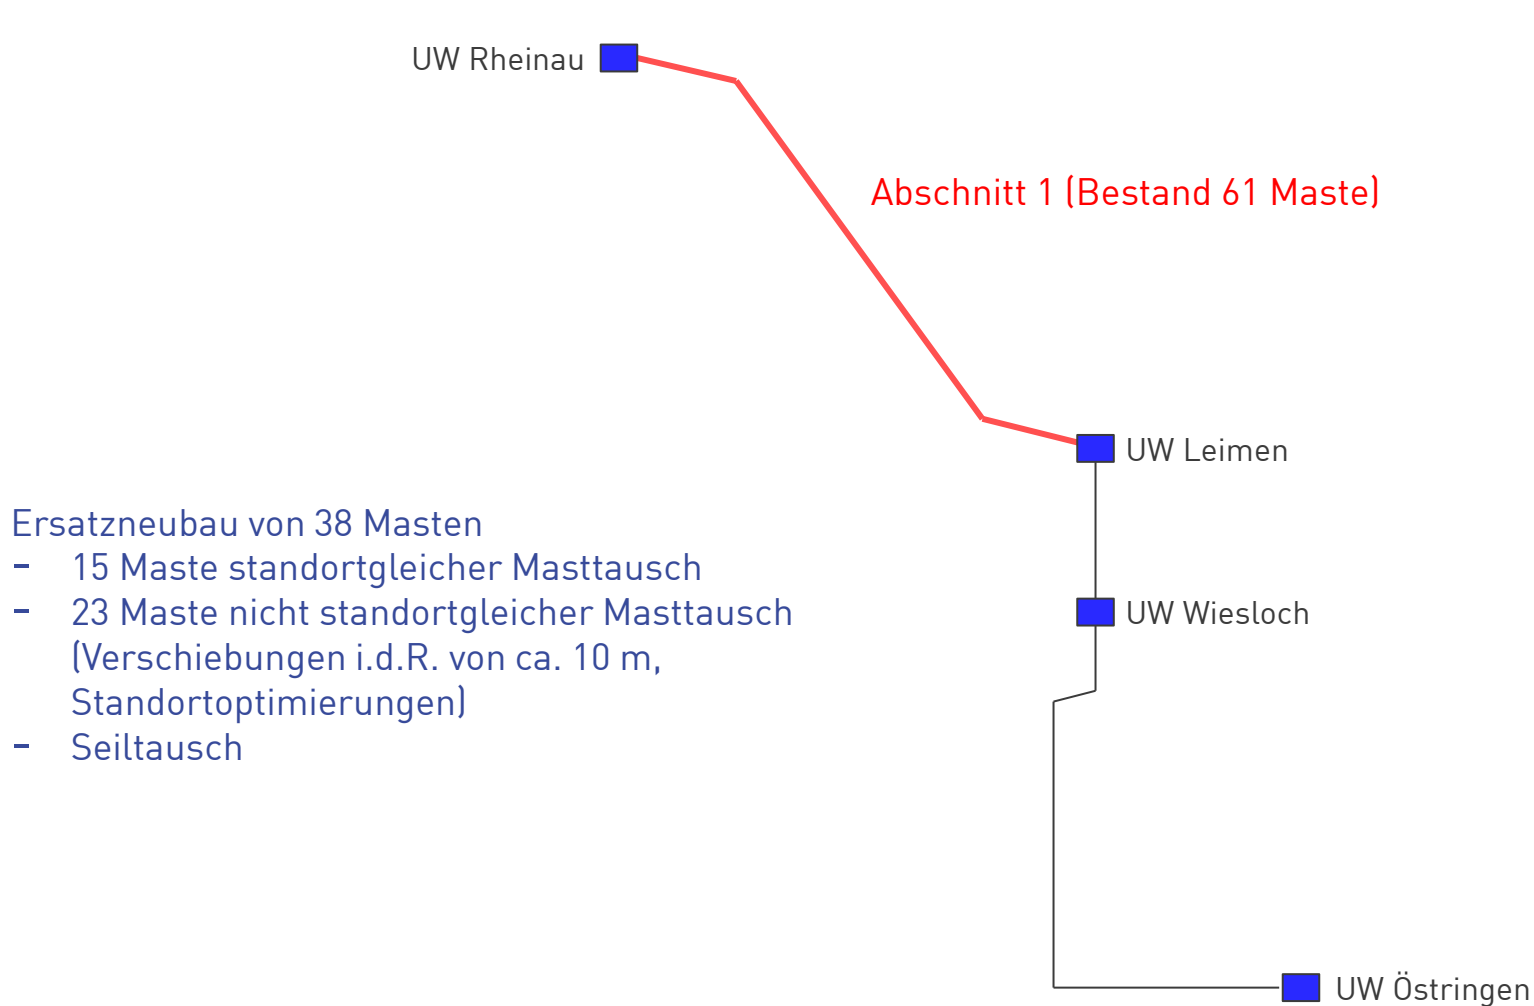 UW Rheinau
Abschnitt 1 (Bestand 61 Maste)
UW Leimen
Ersatzneubau von 38 Masten
- 15 Maste standortgleicher Masttausch
- 23 Maste nicht standortgleicher Masttausch
(Verschiebungen i.d.R. von ca. 10 m,
Standortoptimierungen)
- Seiltausch
UW Wiesloch
UW Östringen